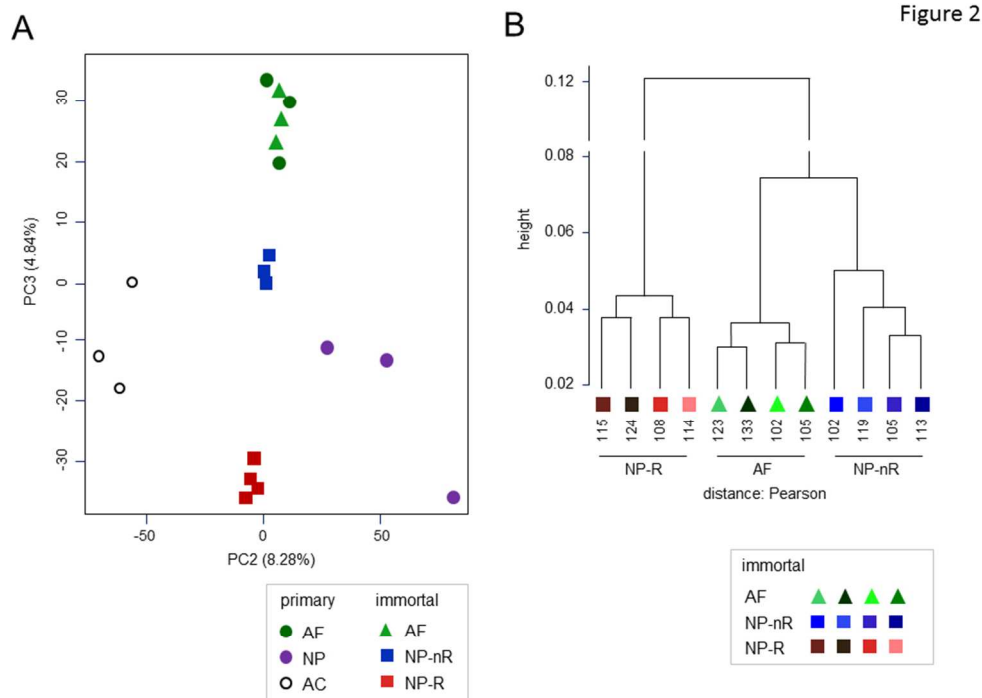 Figure 2
A
PC3 (4.84%)
30
20
10
0
-10
-20
-30
-50
0
50
PC2 (8.28%)
primary
immortal
AF
AF
NP
NP-nR
AC
NP-R
B
height
0.12
0.08
0.06
0.04
0.02
115
124
108
114
123
133
102
105
102
119
105
113
NP-R
AF
NP-nR
distance: Pearson
immortal
AF
NP-nR
NP-R